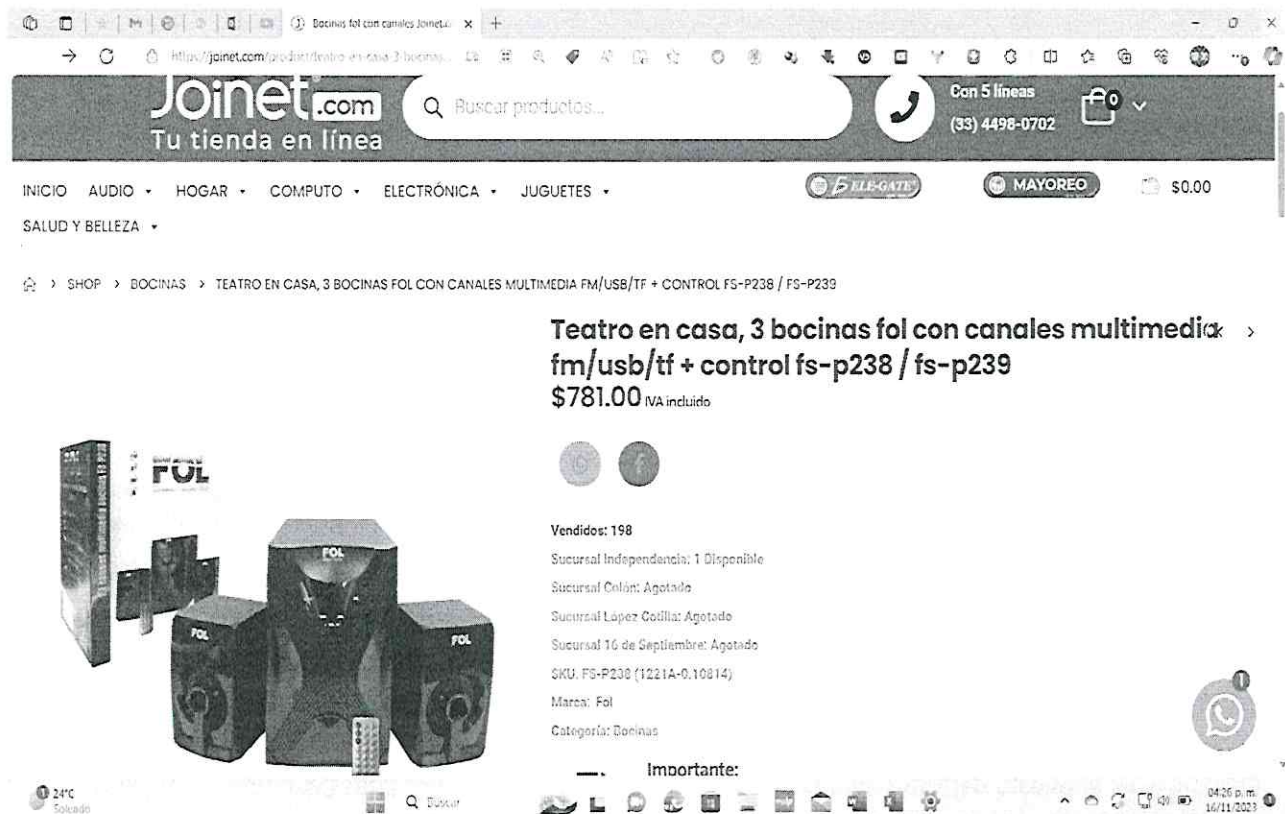 Bocinas fol con canales Joinet.c
https://joinet.com/product/teatro-en-casa-3-bocinas...
Joinet.com
Tu tienda en línea
Buscar productos...
Con 5 líneas
(33) 4498-0702
0
INICIO AUDIO HOGAR COMPUTO ELECTRÓNICA JUGUETES
ELE-GATE
MAYOREO
$0.00
SALUD Y BELLEZA
> SHOP > BOCINAS > TEATRO EN CASA, 3 BOCINAS FOL CON CANALES MULTIMEDIA FM/USB/TF + CONTROL FS-P238 / FS-P239
Teatro en casa, 3 bocinas fol con canales multimedia
fm/usb/tf + control fs-p238 / fs-p239
$781.00 IVA incluido
FOL
FOL
FOL
FOL
Vendidos: 198
Sucursal Independencia: 1 Disponible
Sucursal Colón: Agotado
Sucursal López Cotilla: Agotado
Sucursal 16 de Septiembre: Agotado
SKU: FS-P238 (1221A-0.10814)
Marca: Fol
Categoría: Bocinas
1
Importante:
24°C
Soleado
Buscar
04:26 p. m.
16/11/2023